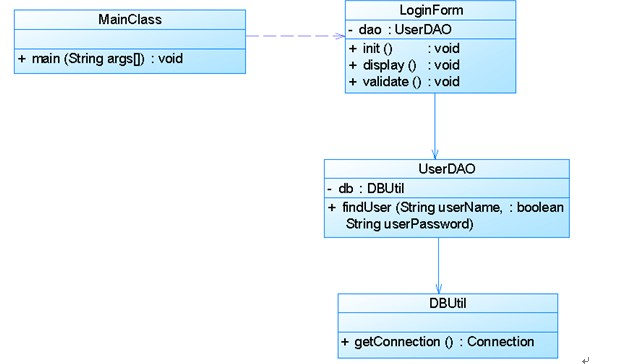 MainClass
+ main (String args[]) : void
LoginForm
- dao : UserDAO
+ init () : void
+ display () : void
+ validate () : void
UserDAO
- db : DBUtil
+ findUser (String userName, : boolean
String userPassword)
DBUtil
+ getConnection () : Connection